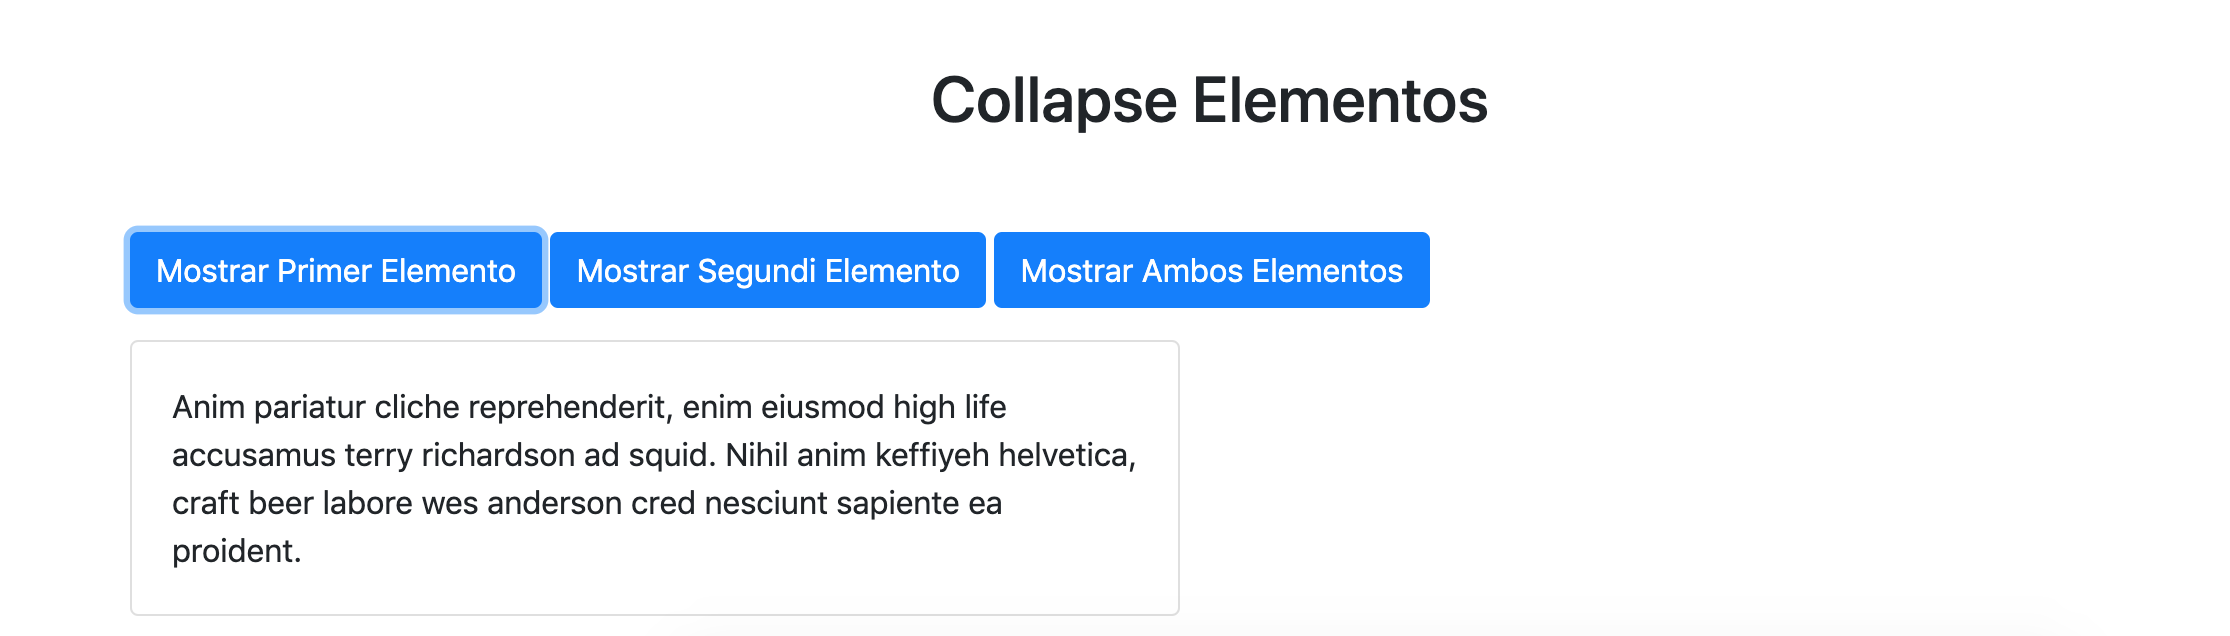 Collapse Elementos
Mostrar Primer Elemento Mostrar Segundi Elemento Mostrar Ambos Elementos
Anim pariatur cliche reprehenderit, enim eiusmod high life
accusamus terry richardson ad squid. Nihil anim keffiyeh helvetica,
craft beer labore wes anderson cred nesciunt sapiente ea
proident.